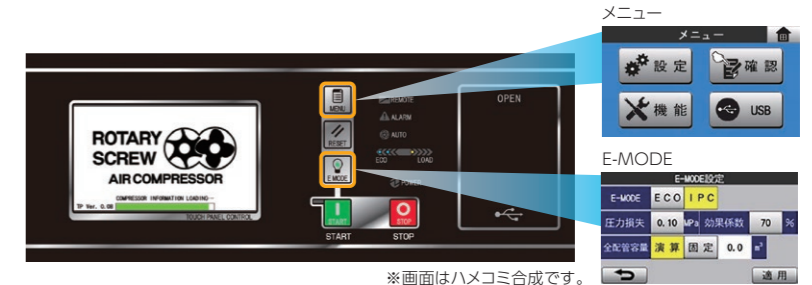 メニュー
メニュー
設定
確認
機能
USB
ROTARY
SCREW
AIR COMPRESSOR
COMPRESSOR INFORMATION LOADING--
TP Ver. 0.08
TOUCH PANEL CONTROL
MENU
RESET
E MODE
REMOTE
ALARM
AUTO
ECO LOAD
POWER
OPEN
START
STOP
START
STOP
E-MODE
E-MODE設定
E-MODE ECO IPC
圧力損失 0.10 MPa 効果係数 70 %
全配管容量 演算 固定 0.0 m³
適用
※画面はハメコミ合成です。